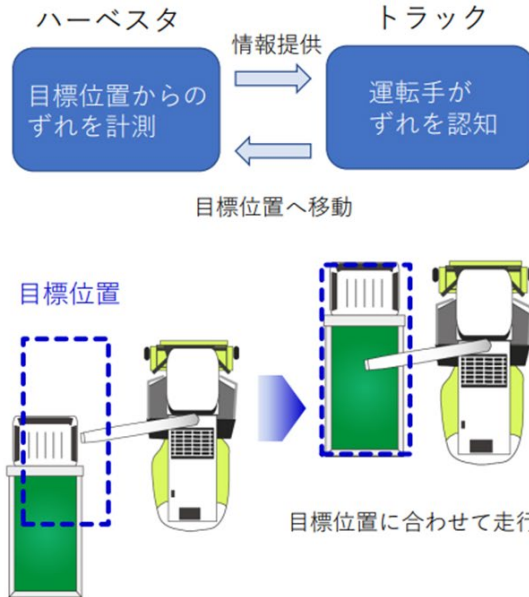 ハーベスタ
トラック
情報提供
目標位置からの
ずれを計測
運転手が
ずれを認知
目標位置へ移動
目標位置
目標位置に合わせて走行